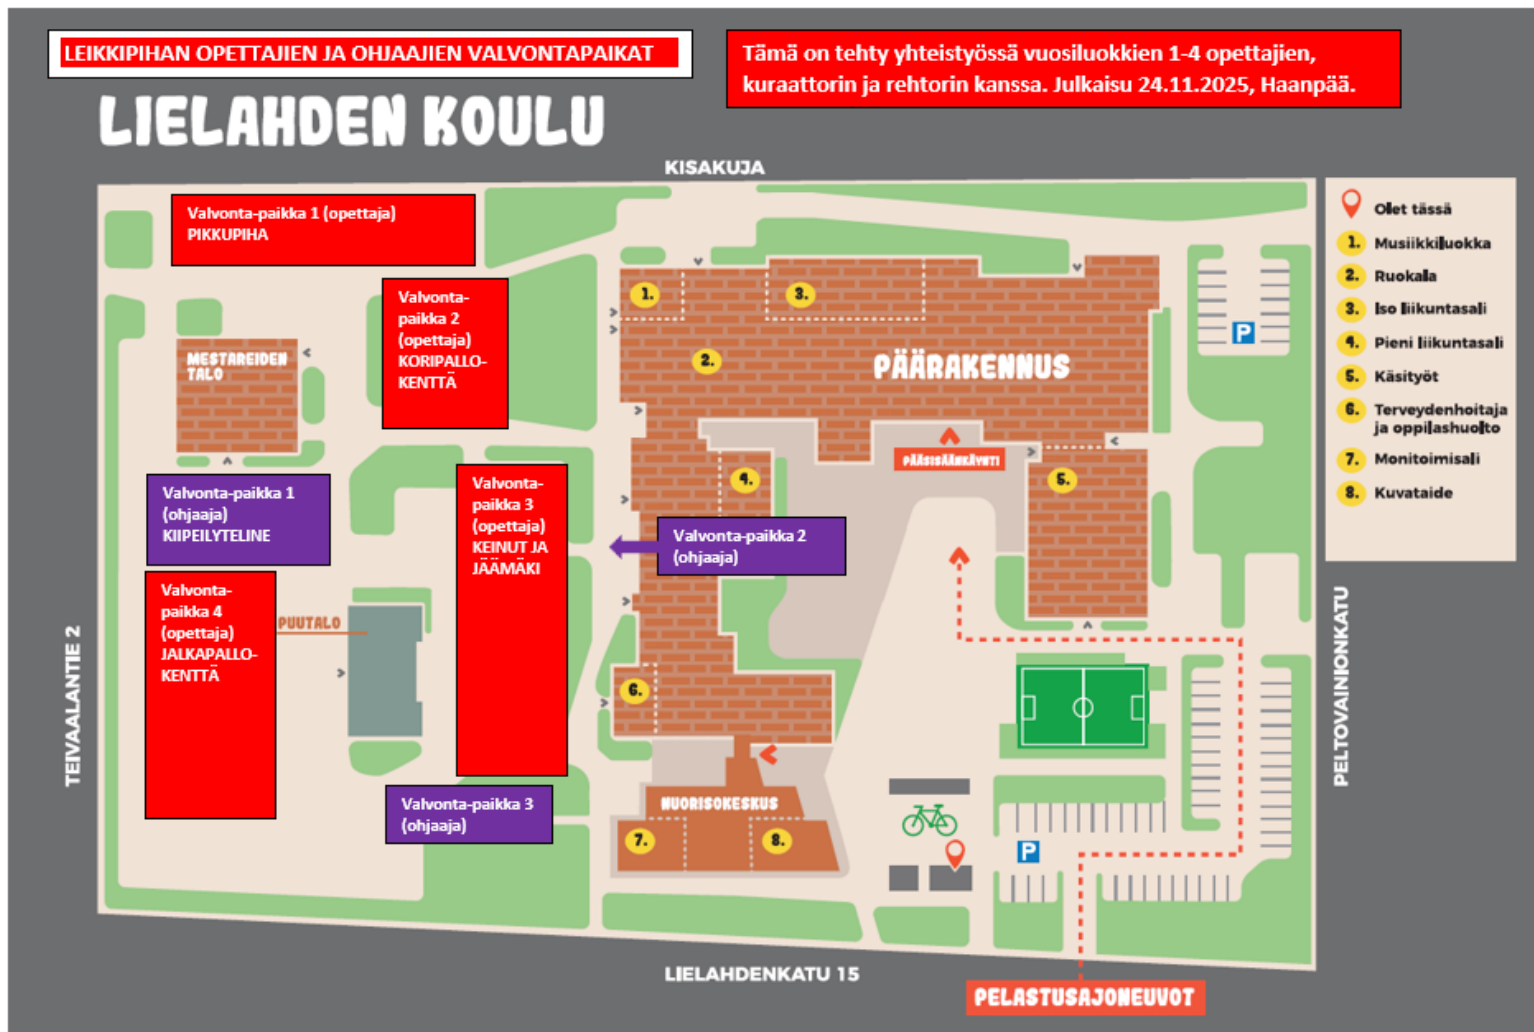 LEIKKIPIHAN OPETTAJIEN JA OHJAAJIEN VALVONTAPAIKAT
Tämä on tehty yhteistyössä vuosiluokkien 1-4 opettajien,
kuraattorin ja rehtorin kanssa. Julkaisu 24.11.2025, Haanpää.
LIELAHDEN KOULU
KISAKUJA
Valvonta-paikka 1 (opettaja)
PIKKUPIHA
Valvonta-
paikka 2
(opettaja)
KORIPALLO-
KENTTÄ
MESTAREIDEN
TALO
1.
3.
2.
PÄÄRAKENNUS
PÄÄSISÄÄNKÄYNTI
4.
5.
Valvonta-paikka 1
(ohjaaja)
KIIPEILYTELINE
Valvonta-
paikka 3
(opettaja)
KEINUT JA
JÄÄMÄKI
Valvonta-paikka 2
(ohjaaja)
Valvonta-
paikka 4
(opettaja)
JALKAPALLO-
KENTTÄ
PUUTALO
6.
Valvonta-paikka 3
(ohjaaja)
NUORISOKESKUS
7.
8.
P
P
Olet tässä
1. Musiikkiluokka
2. Ruokala
3. Iso liikuntasali
4. Pieni liikuntasali
5. Käsityöt
6. Terveydenhoitaja
ja oppilashuolto
7. Monitoimisali
8. Kuvataide
TEIVAALANTIE 2
PELTOVAINIONKATU
LIELAHDENKATU 15
PELASTUSAJONEUVOT